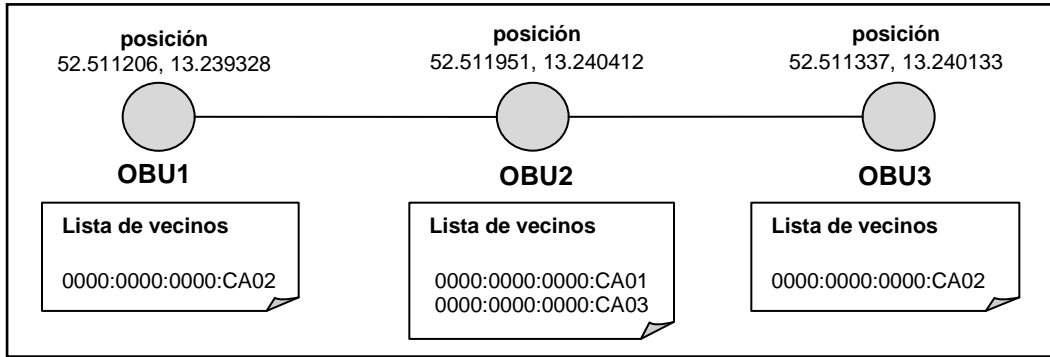 posición
52.511206, 13.239328
OBU1
Lista de vecinos
0000:0000:0000:CA02
posición
52.511951, 13.240412
OBU2
Lista de vecinos
0000:0000:0000:CA01
0000:0000:0000:CA03
posición
52.511337, 13.240133
OBU3
Lista de vecinos
0000:0000:0000:CA02